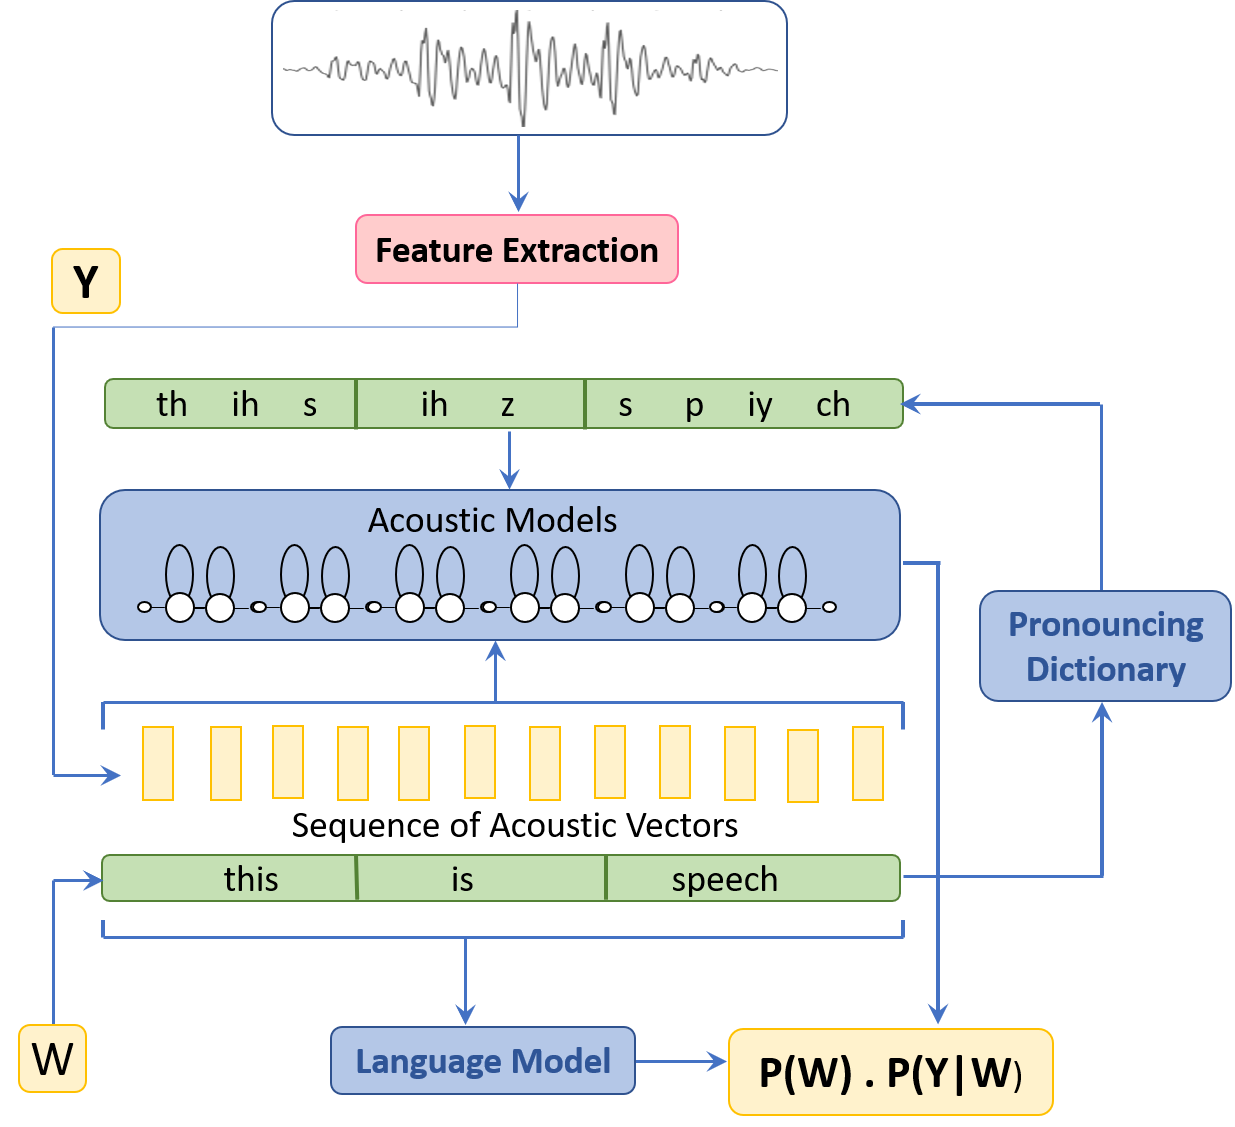 Feature Extraction
Y
th ih s ih z s p iy ch
Acoustic Models
Pronouncing
Dictionary
Sequence of Acoustic Vectors
this is speech
W
Language Model
P(W) . P(Y|W)